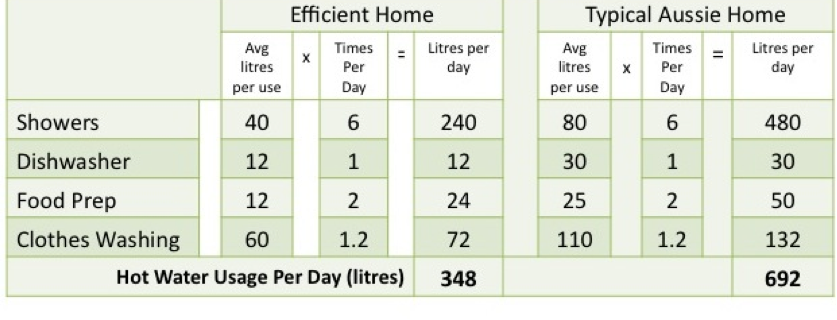 Efficient Home Typical Aussie Home
Avg litres per use x Times Per Day = Litres per day Avg litres per use x Times Per Day = Litres per day
Showers 40 6 240 80 6 480
Dishwasher 12 1 12 30 1 30
Food Prep 12 2 24 25 2 50
Clothes Washing 60 1.2 72 110 1.2 132
Hot Water Usage Per Day (litres) 348 692